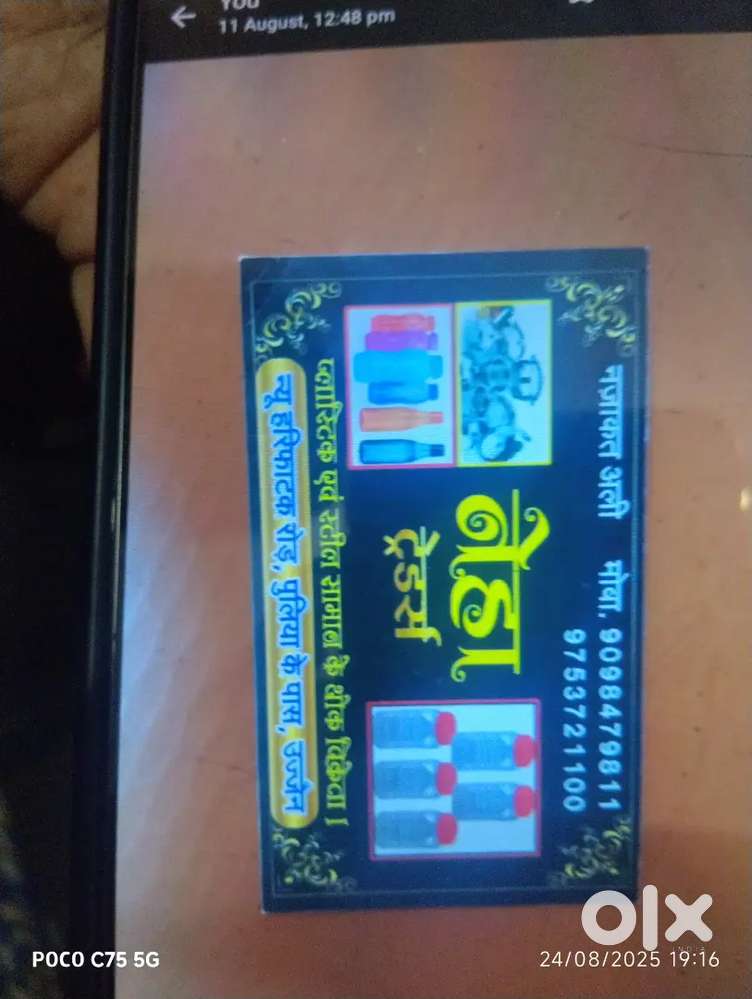 You
11 August, 12:48 pm
नज़ाकत अली मोबा. 9098479811
9753721100
नेहा
ट्रेडर्स
प्लास्टिक एवं स्टील सामान के थोक विक्रेता।
न्यू हरिफाटक रोड, पुलिया के पास, उज्जैन
POCO C75 5G
olx
INDIA
24/08/2025 19:16